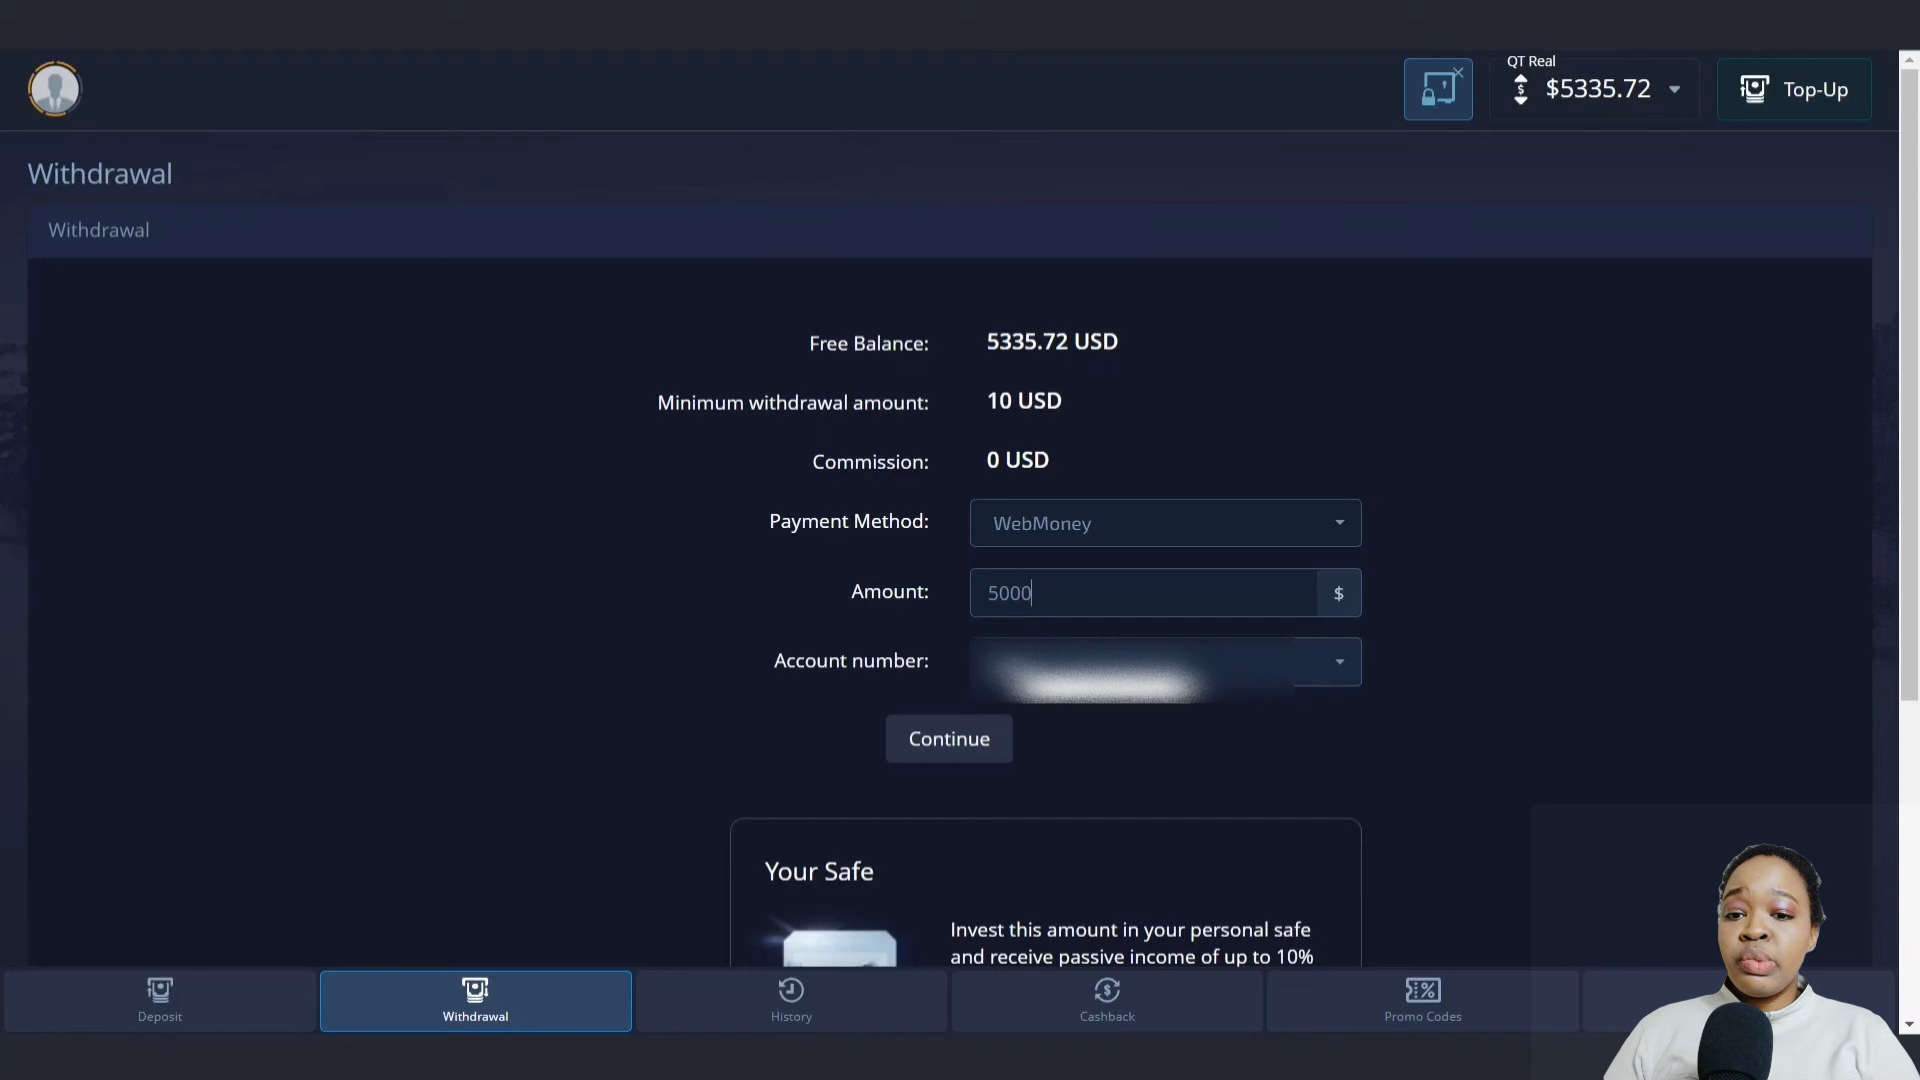 QT Real
$5335.72
Top-Up
Withdrawal
Withdrawal
Free Balance: 5335.72 USD
Minimum withdrawal amount: 10 USD
Commission: 0 USD
Payment Method: WebMoney
Amount: 5000 $
Account number:
Continue
Your Safe
Invest this amount in your personal safe
and receive passive income of up to 10%
Deposit
Withdrawal
History
Cashback
Promo Codes